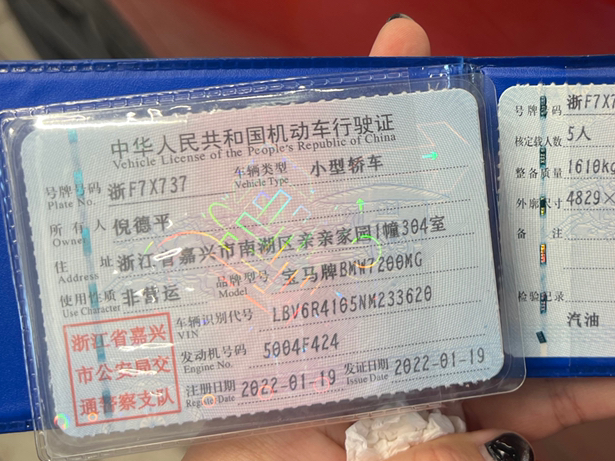 中华人民共和国机动车行驶证
Vehicle License of the People's Republic of China
号牌号码 浙F7X737 车辆类型 小型轿车
Plate No. Vehicle Type
所有人 倪德平
Owner
住址 浙江省嘉兴市南湖区亲亲家园1幢304室
Address
使用性质 非营运 品牌型号 宝马牌BMW7200MG
Use Character Model
浙江省嘉兴
市公安局交
通警察支队
车辆识别代号 LBV6R4105NM233620
VIN
发动机号码 5004F424
Engine No.
注册日期 2022-01-19 发证日期 2022-01-19
Register Date Issue Date
号牌号码 浙F7X7
核定载人数 5人
整备质量 1610kg
外廓尺寸 4829×
备注
检验记录
汽油